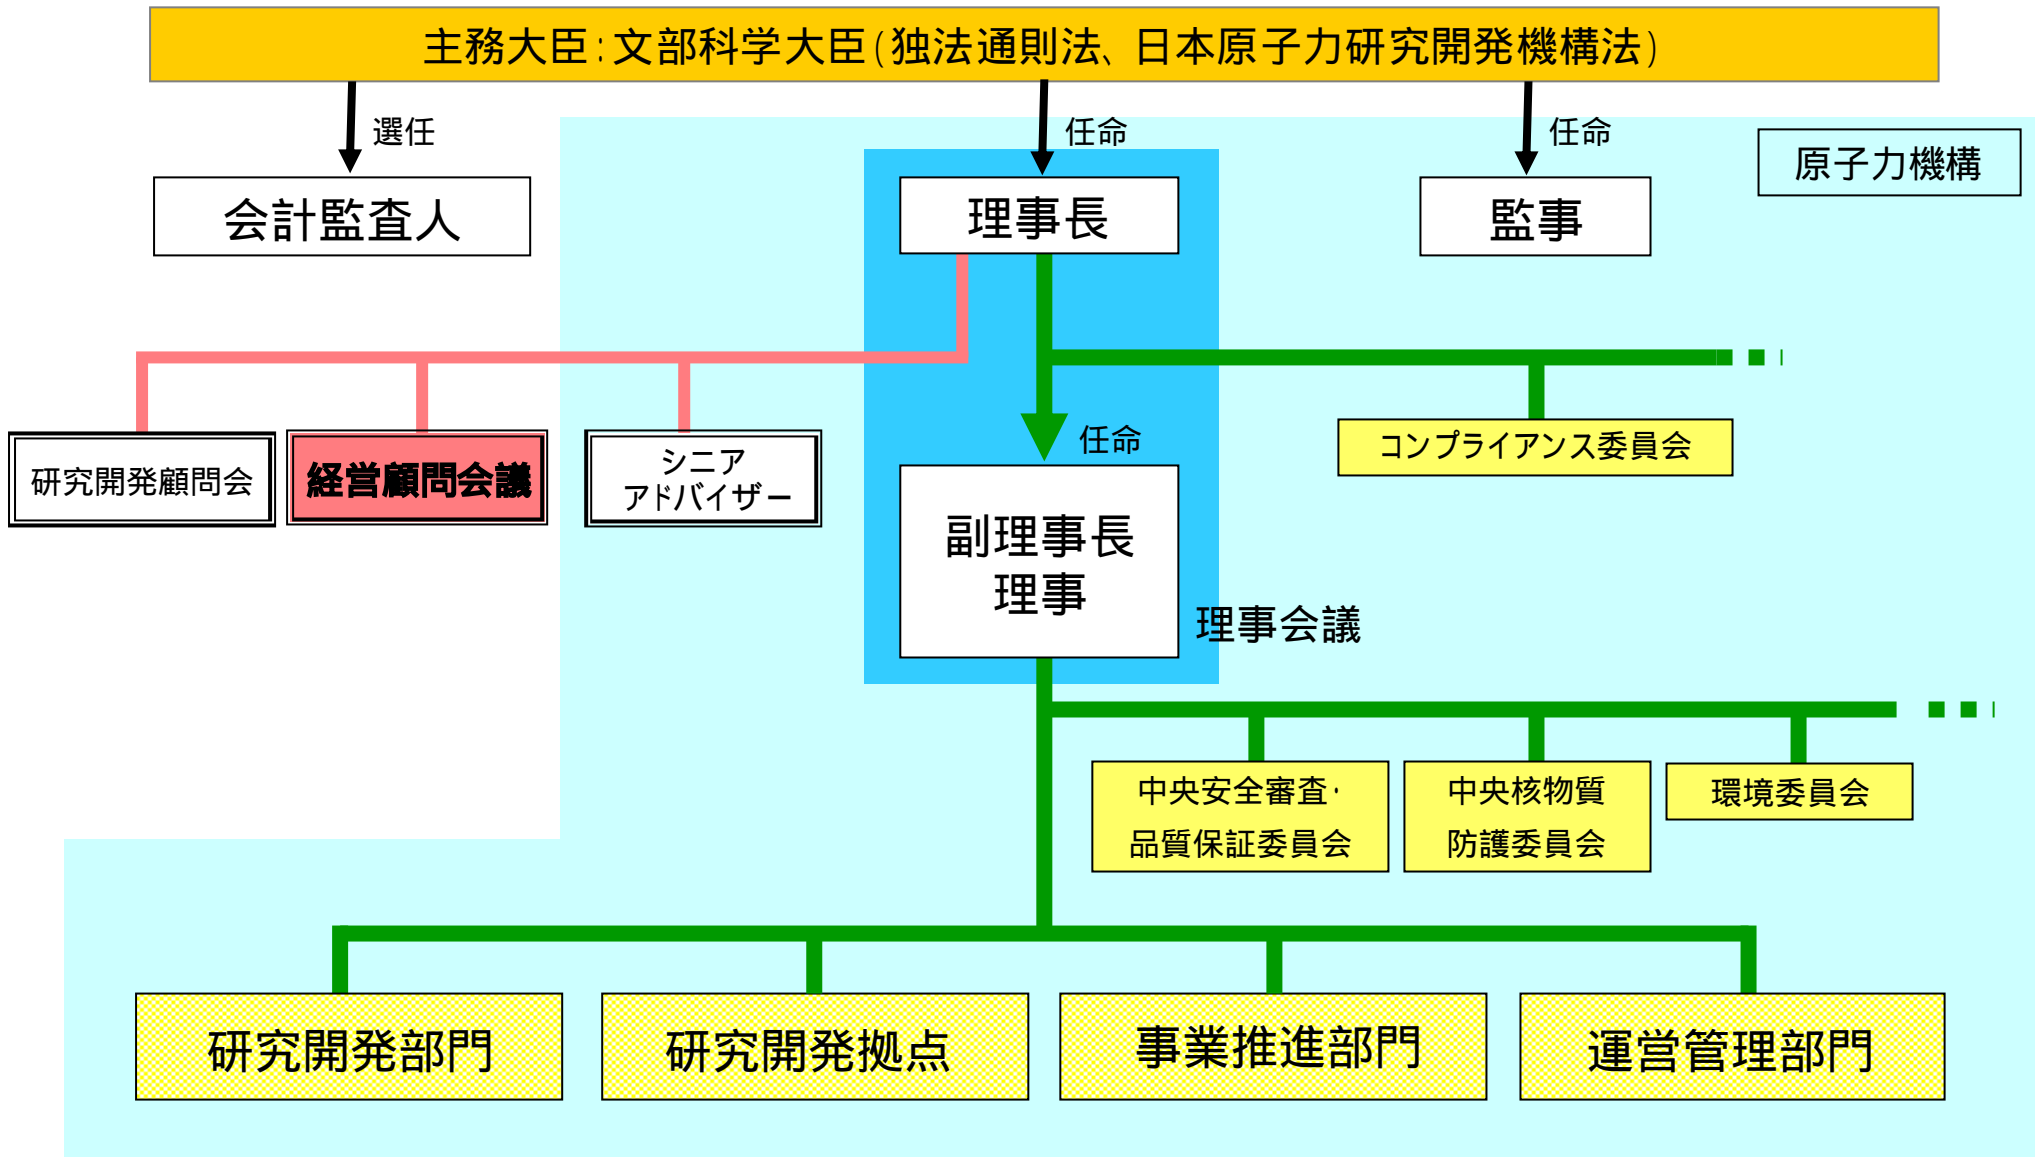 主務大臣:文部科学大臣(独法通則法、日本原子力研究開発機構法)
選任
任命
任命
原子力機構
会計監査人
理事長
監事
任命
コンプライアンス委員会
研究開発顧問会
経営顧問会議
シニア
アドバイザー
副理事長
理事
理事会議
中央安全審査・
品質保証委員会
中央核物質
防護委員会
環境委員会
研究開発部門
研究開発拠点
事業推進部門
運営管理部門